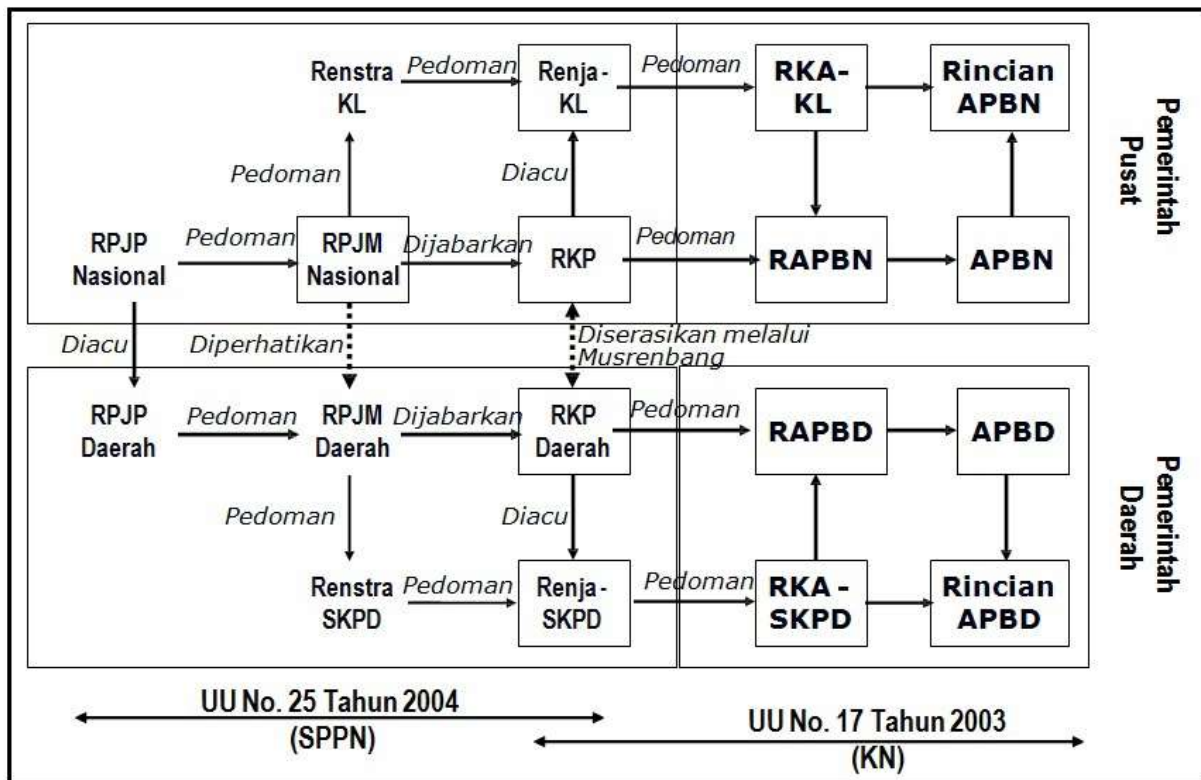 Renstra
KL
Pedoman
Renja -
KL
Pedoman
RKA-
KL
Rincian
APBN
Pedoman
Diacu
RPJP
Nasional
Pedoman
RPJM
Nasional
Dijabarkan
RKP
Pedoman
RAPBN
APBN
Pemerintah
Pusat
Diacu
Diperhatikan
Diserasikan melalui
Musrenbang
RPJP
Daerah
Pedoman
RPJM
Daerah
Dijabarkan
RKP
Daerah
Pedoman
RAPBD
APBD
Pedoman
Diacu
Renstra
SKPD
Pedoman
Renja -
SKPD
Pedoman
RKA -
SKPD
Rincian
APBD
Pemerintah
Daerah
UU No. 25 Tahun 2004
(SPPN)
UU No. 17 Tahun 2003
(KN)